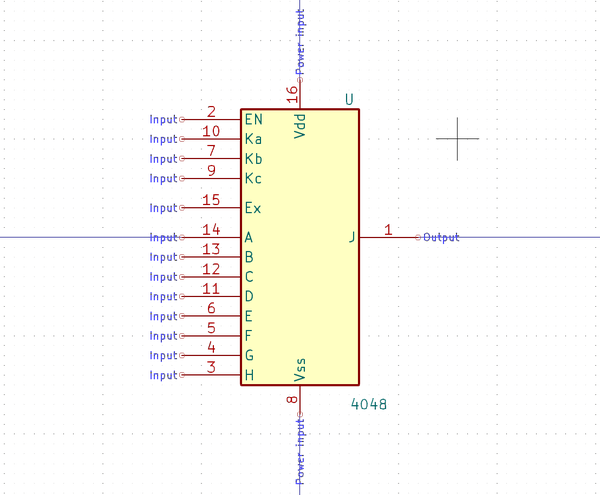 Power input
16
U
Vdd
Input 2 EN
Input 10 Ka
Input 7 Kb
Input 9 Kc
Input 15 Ex
Input 14 A J 1 Output
Input 13 B
Input 12 C
Input 11 D
Input 6 E
Input 5 F
Input 4 G
Input 3 H
Vss
8
4048
Power input